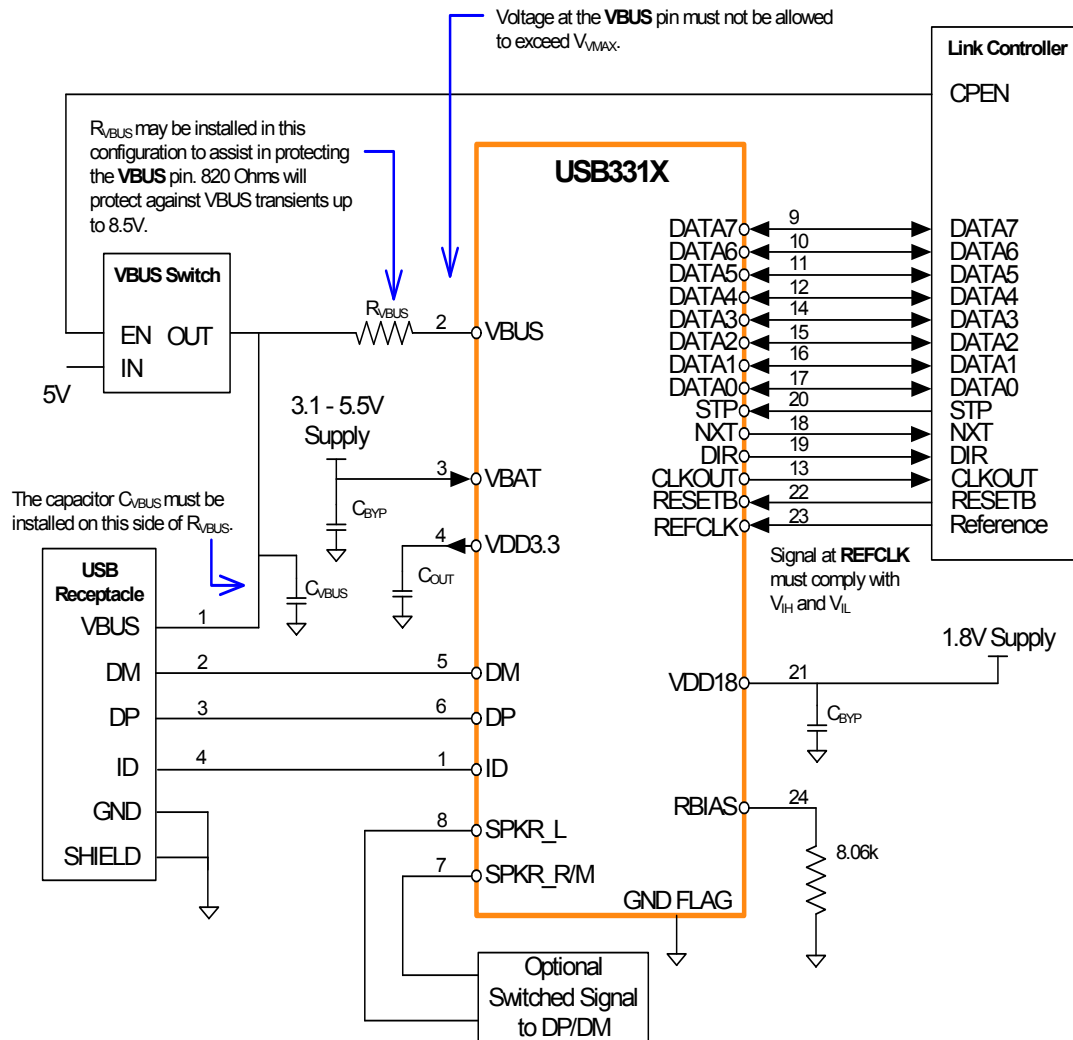 Voltage at the VBUS pin must not be allowed
to exceed VVMAX.
Link Controller
CPEN
RVBUS may be installed in this
configuration to assist in protecting
the VBUS pin. 820 Ohms will
protect against VBUS transients up
to 8.5V.
USB331X
VBUS Switch
EN OUT
IN
5V
RVBUS
2
VBUS
DATA7 9 DATA7
DATA6 10 DATA6
DATA5 11 DATA5
DATA4 12 DATA4
DATA3 14 DATA3
DATA2 15 DATA2
DATA1 16 DATA1
DATA0 17 DATA0
STP 20 STP
NXT 18 NXT
DIR 19 DIR
CLKOUT 13 CLKOUT
RESETB 22 RESETB
REFCLK 23 Reference
3.1 - 5.5V
Supply
3
VBAT
CBYP
4
VDD3.3
COUT
Signal at REFCLK
must comply with
VIH and VIL
The capacitor CVBUS must be
installed on this side of RVBUS.
CVBUS
USB
Receptacle
VBUS 1
DM 2 5 DM
DP 3 6 DP
ID 4 1 ID
GND
SHIELD
1.8V Supply
VDD18 21
CBYP
RBIAS 24
8.06k
8 SPKR_L
7 SPKR_R/M
GND FLAG
Optional
Switched Signal
to DP/DM